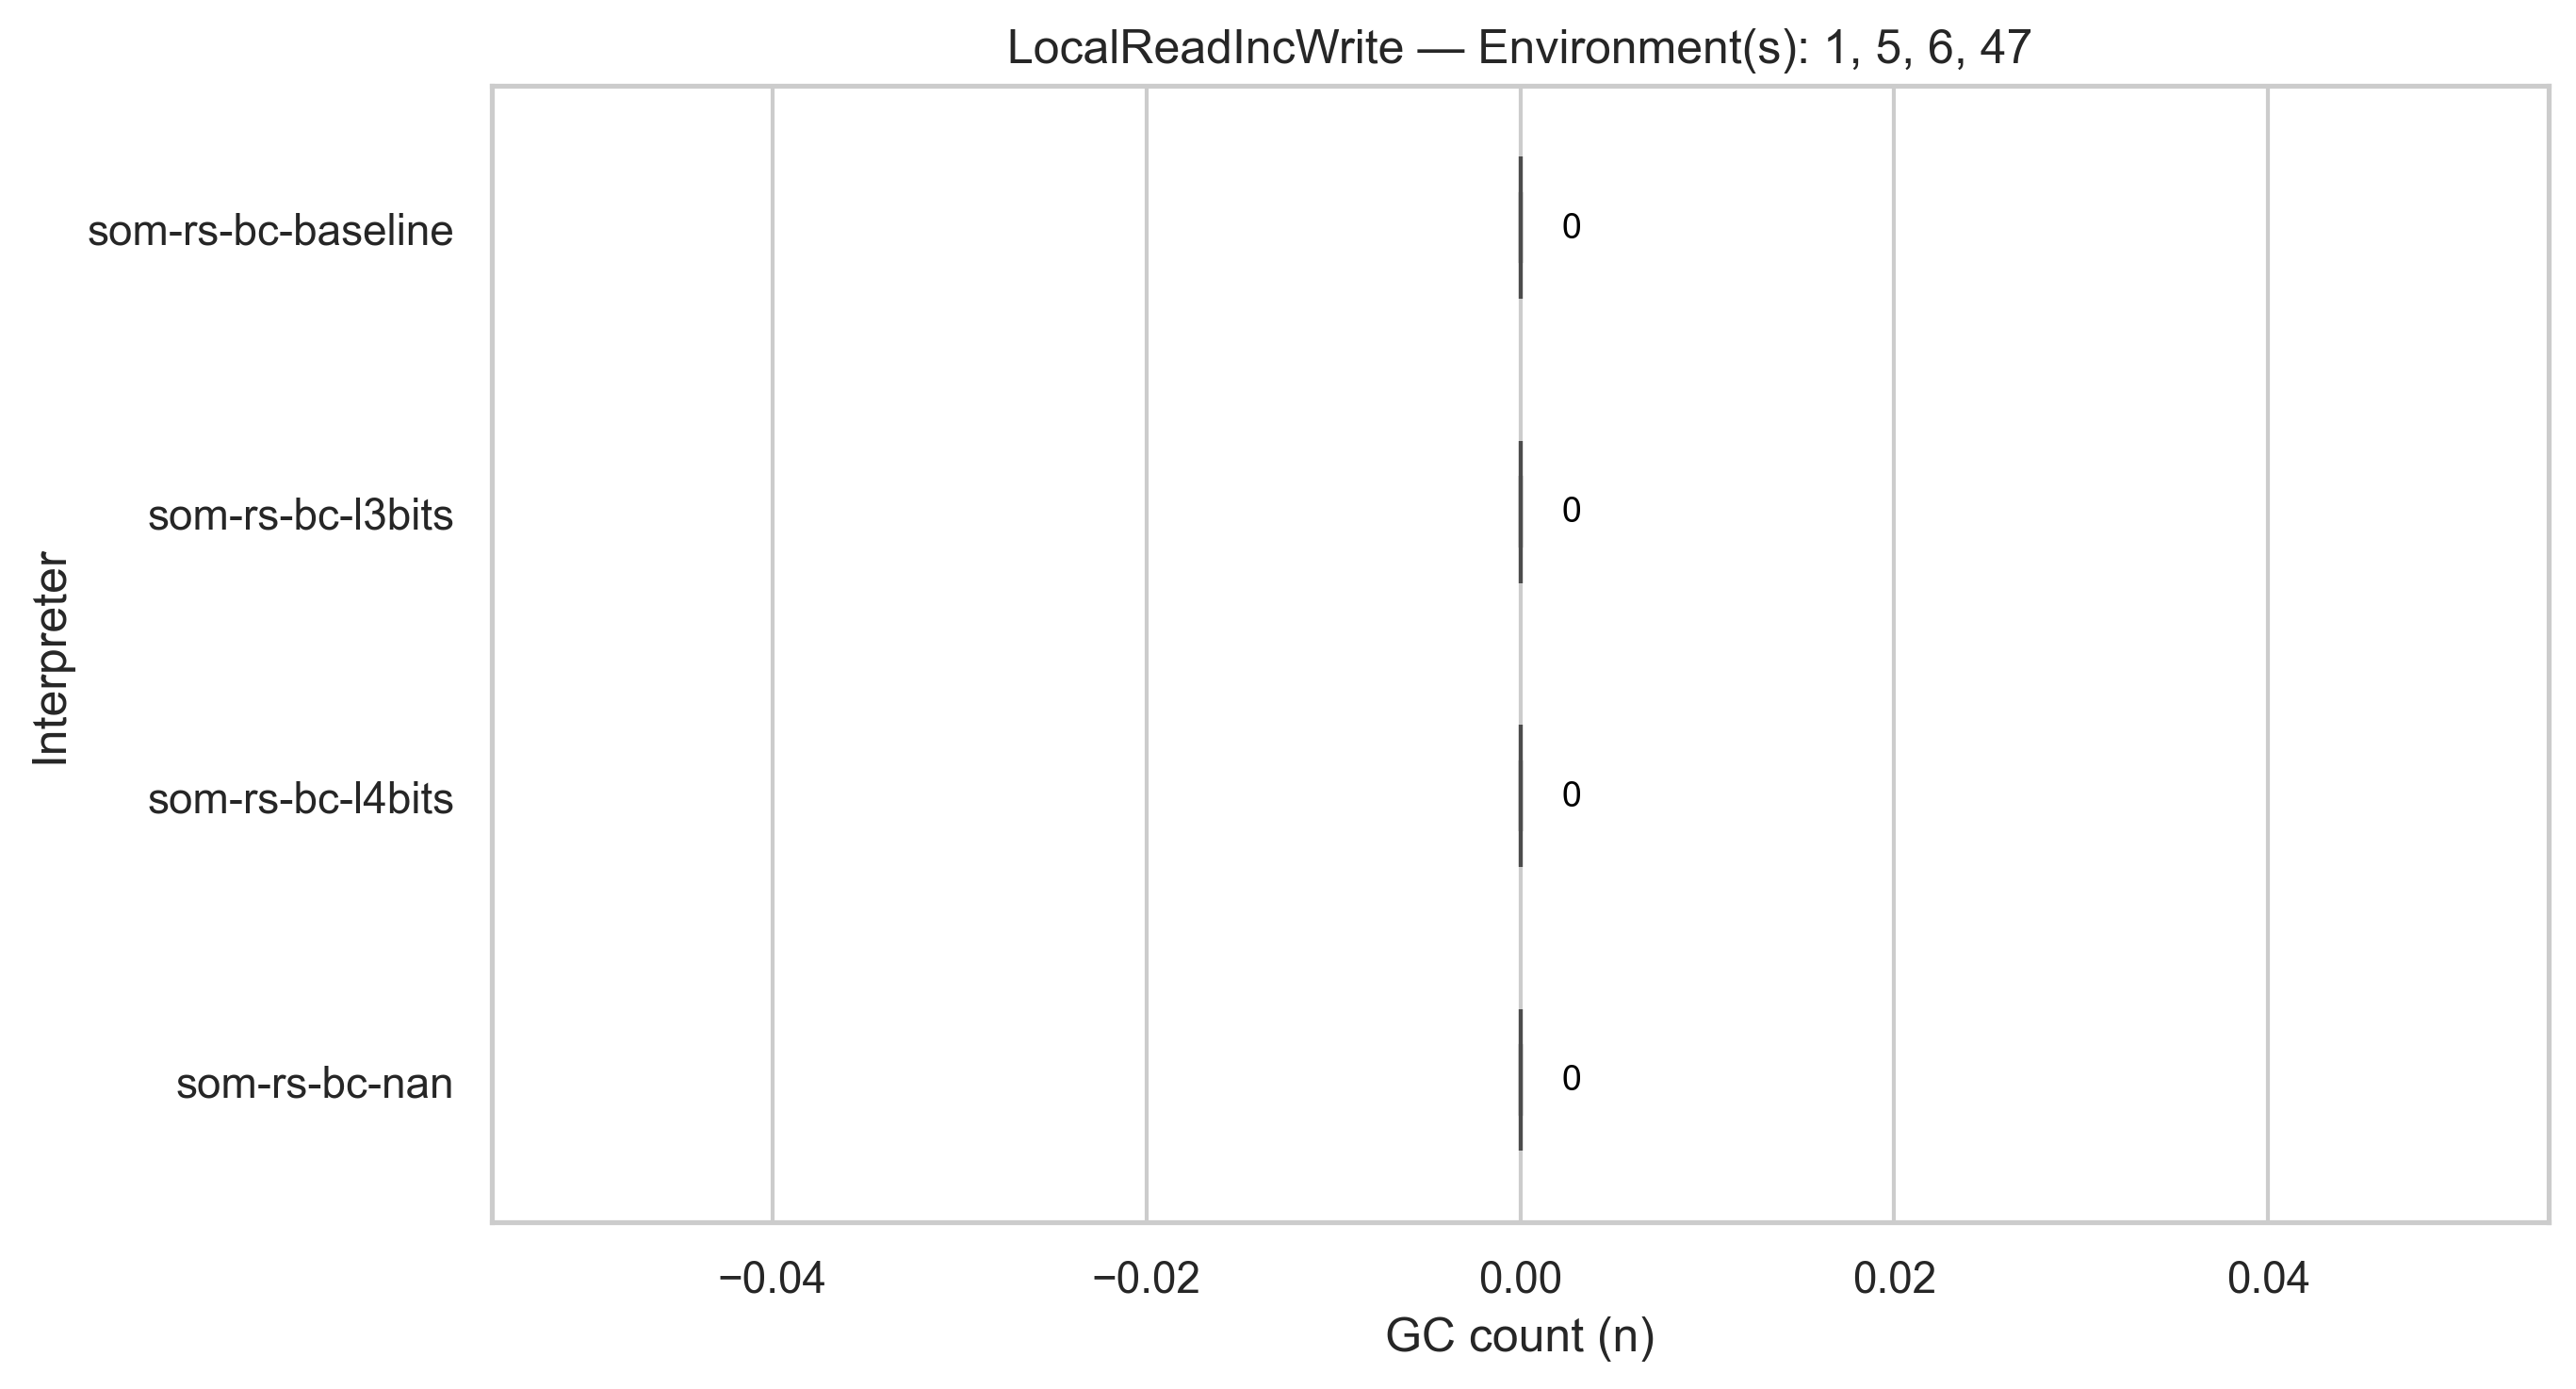 LocalReadIncWrite — Environment(s): 1, 5, 6, 47
som-rs-bc-baseline
0
som-rs-bc-l3bits
0
Interpreter
som-rs-bc-l4bits
0
som-rs-bc-nan
0
−0.04
−0.02
0.00
0.02
0.04
GC count (n)